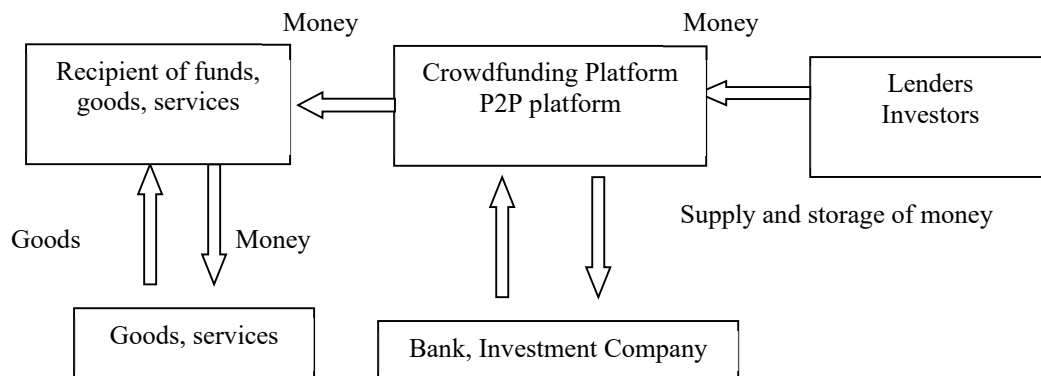 Money
Money
Recipient of funds,
goods, services
Crowdfunding Platform
P2P platform
Lenders
Investors
Supply and storage of money
Goods
Money
Goods, services
Bank, Investment Company